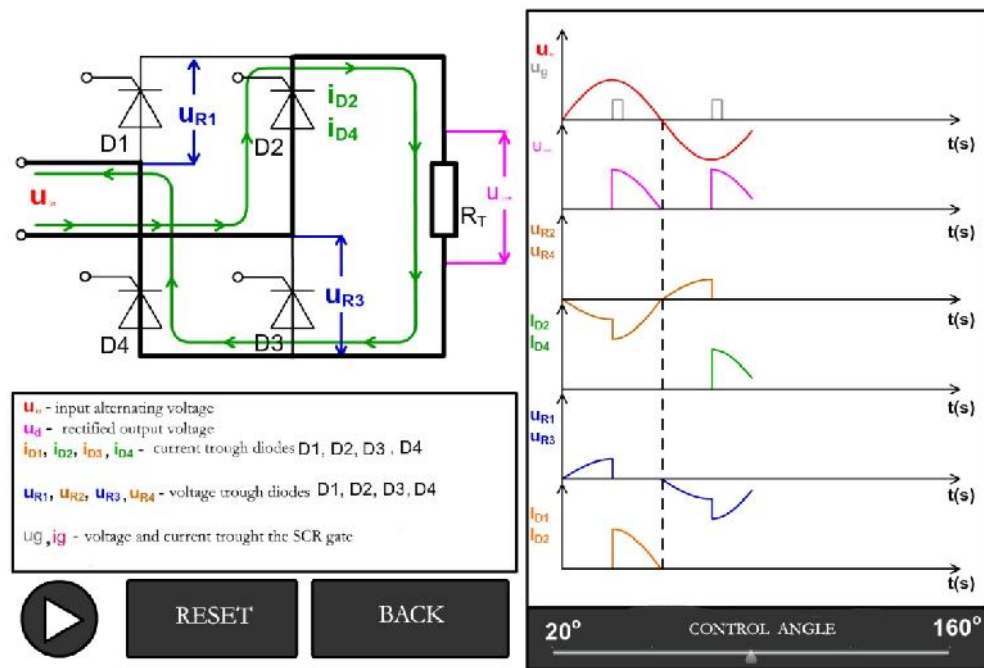 D1
uR1
D2
iD2
iD4
u~
RT
D4
uR3
D3
u~ - input alternating voltage
ud - rectified output voltage
iD1, iD2, iD3, iD4 - current trough diodes D1, D2, D3, D4
uR1, uR2, uR3, uR4 - voltage trough diodes D1, D2, D3, D4
ug, ig - voltage and current trought the SCR gate
RESET
BACK
u~
ug
t(s)
t(s)
uR2
uR4
t(s)
ID2
ID4
t(s)
uR1
uR3
t(s)
ID1
ID2
t(s)
20°
CONTROL ANGLE
160°